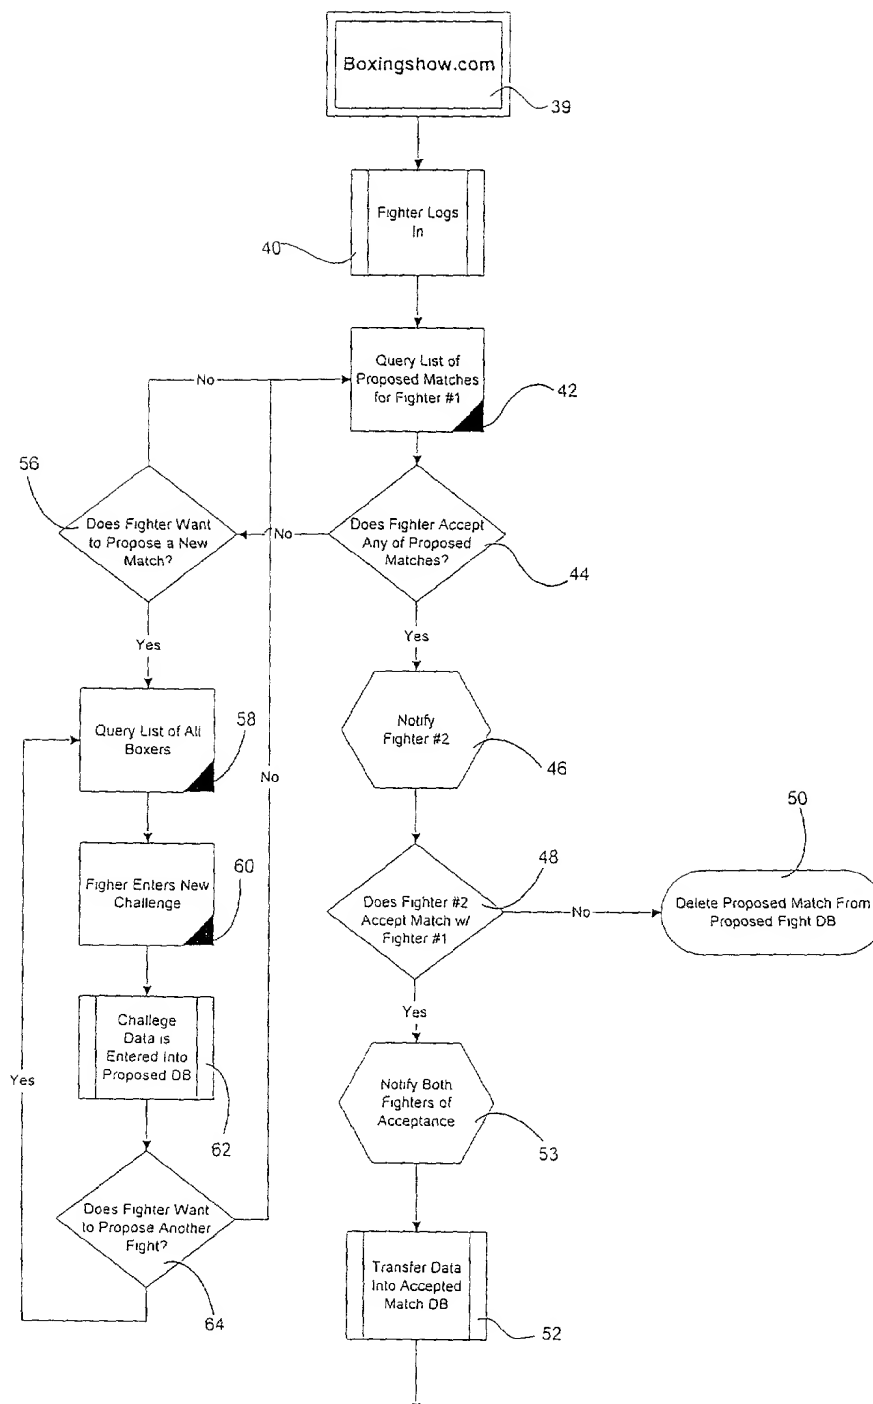 Boxingshow.com
39
Fighter Logs
In
40
Query List of
Proposed Matches
for Fighter #1
42
No
56
Does Fighter Want
to Propose a New
Match?
No
Does Fighter Accept
Any of Proposed
Matches?
44
Yes
Yes
Query List of All
Boxers
58
Notify
Fighter #2
46
No
50
Figher Enters New
Challenge
60
Does Fighter #2
Accept Match w/
Fighter #1
48
No
Delete Proposed Match From
Proposed Fight DB
Yes
Challege
Data is
Entered Into
Proposed DB
62
Yes
Notify Both
Fighters of
Acceptance
53
Does Fighter Want
to Propose Another
Fight?
64
Transfer Data
Into Accepted
Match DB
52